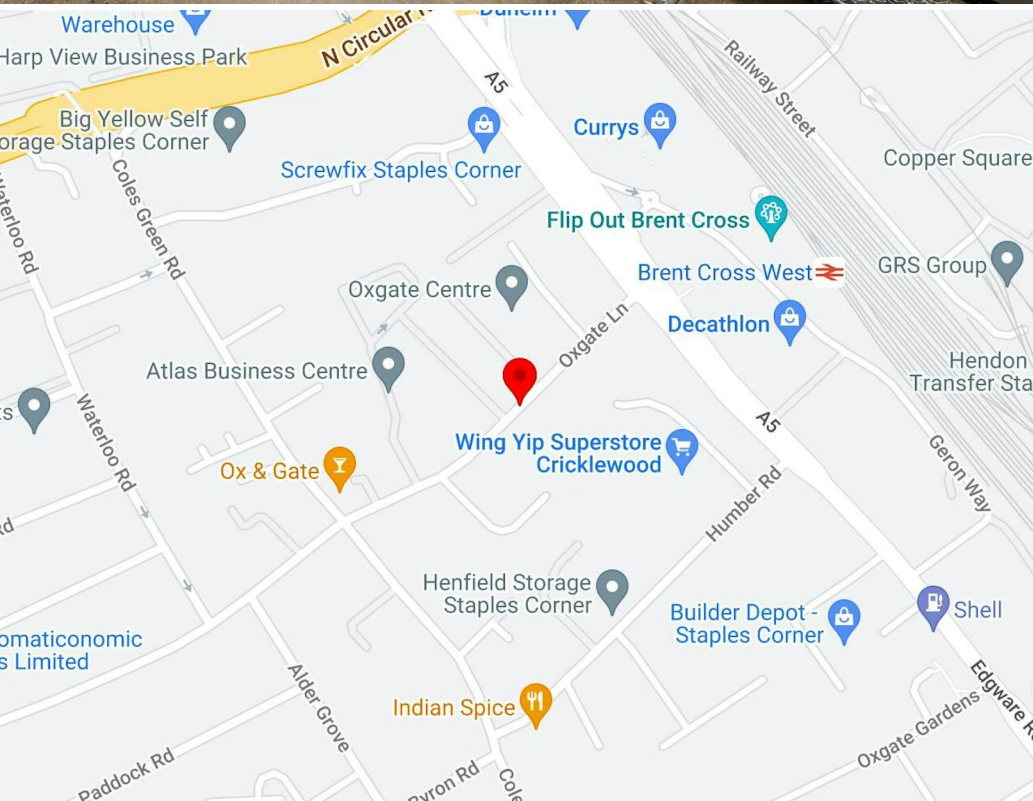 Warehouse
Harp View Business Park
N Circular
A5
Big Yellow Self
orage Staples Corner
Screwfix Staples Corner
Currys
Railway Street
Copper Square
Waterloo Rd
Coles Green Rd
Flip Out Brent Cross
Brent Cross West
GRS Group
Oxgate Centre
Oxgate Ln
Decathlon
Hendon
Transfer Sta
Atlas Business Centre
ts
Waterloo Rd
A5
Wing Yip Superstore
Cricklewood
Ox & Gate
Geron Way
Humber Rd
Rd
Henfield Storage
Staples Corner
Builder Depot -
Staples Corner
Shell
omaticonomic
s Limited
Alder Grove
Indian Spice
Edgware R
Oxgate Gardens
Paddock Rd
Byron Rd
Cole